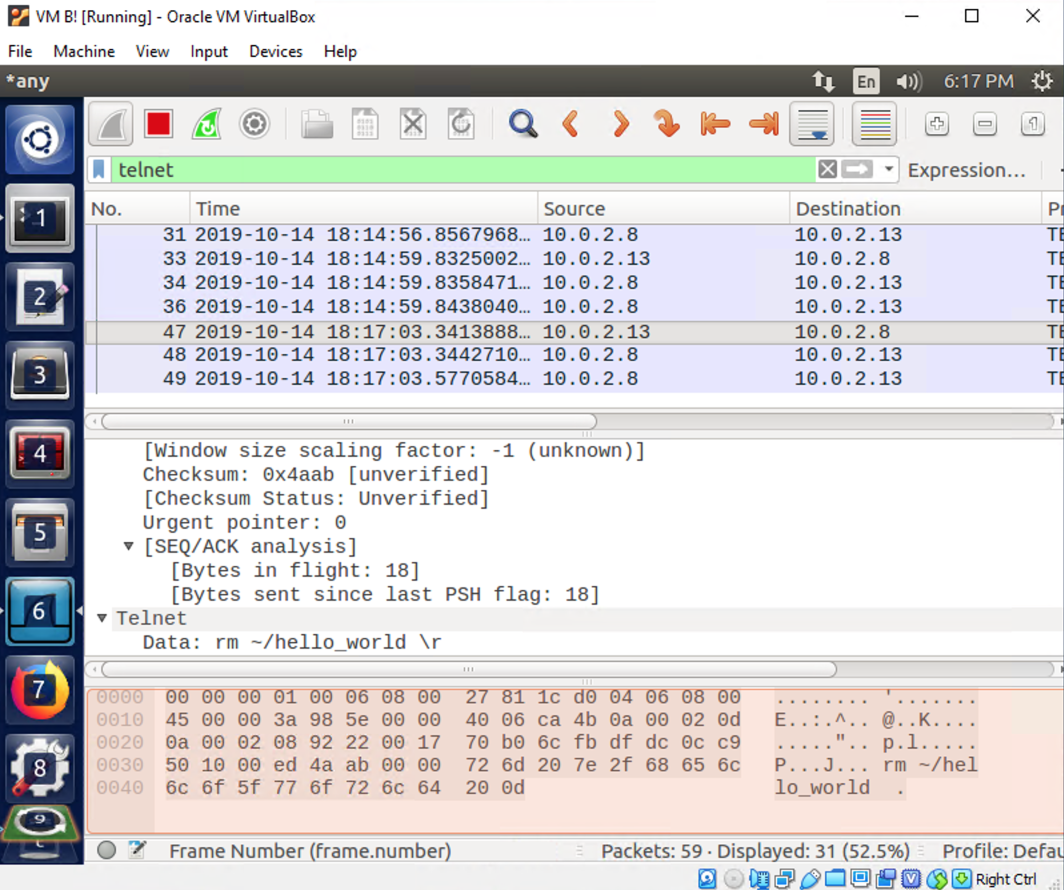 VM B! [Running] - Oracle VM VirtualBox
File Machine View Input Devices Help
*any En 6:17 PM
telnet Expression…
No. Time Source Destination
31 2019-10-14 18:14:56.8567968… 10.0.2.8 10.0.2.13 TE
33 2019-10-14 18:14:59.8325002… 10.0.2.13 10.0.2.8 TE
34 2019-10-14 18:14:59.8358471… 10.0.2.8 10.0.2.13 TE
36 2019-10-14 18:14:59.8438040… 10.0.2.8 10.0.2.13 TE
47 2019-10-14 18:17:03.3413888… 10.0.2.13 10.0.2.8 TE
48 2019-10-14 18:17:03.3442710… 10.0.2.8 10.0.2.13 TE
49 2019-10-14 18:17:03.5770584… 10.0.2.8 10.0.2.13 TE
[Window size scaling factor: -1 (unknown)]
Checksum: 0x4aab [unverified]
[Checksum Status: Unverified]
Urgent pointer: 0
[SEQ/ACK analysis]
[Bytes in flight: 18]
[Bytes sent since last PSH flag: 18]
Telnet
Data: rm ~/hello_world \r
0000 00 00 00 01 00 06 08 00 27 81 1c d0 04 06 08 00 ........ '.......
0010 45 00 00 3a 98 5e 00 00 40 06 ca 4b 0a 00 02 0d E..:.^.. @..K....
0020 0a 00 02 08 92 22 00 17 70 b0 6c fb df dc 0c c9 .....".. p.l.....
0030 50 10 00 ed 4a ab 00 00 72 6d 20 7e 2f 68 65 6c P...J... rm ~/hel
0040 6c 6f 5f 77 6f 72 6c 64 20 0d lo_world .
Frame Number (frame.number) Packets: 59 · Displayed: 31 (52.5%) Profile: Defau
Right Ctrl
1
2
3
4
5
6
7
8
9